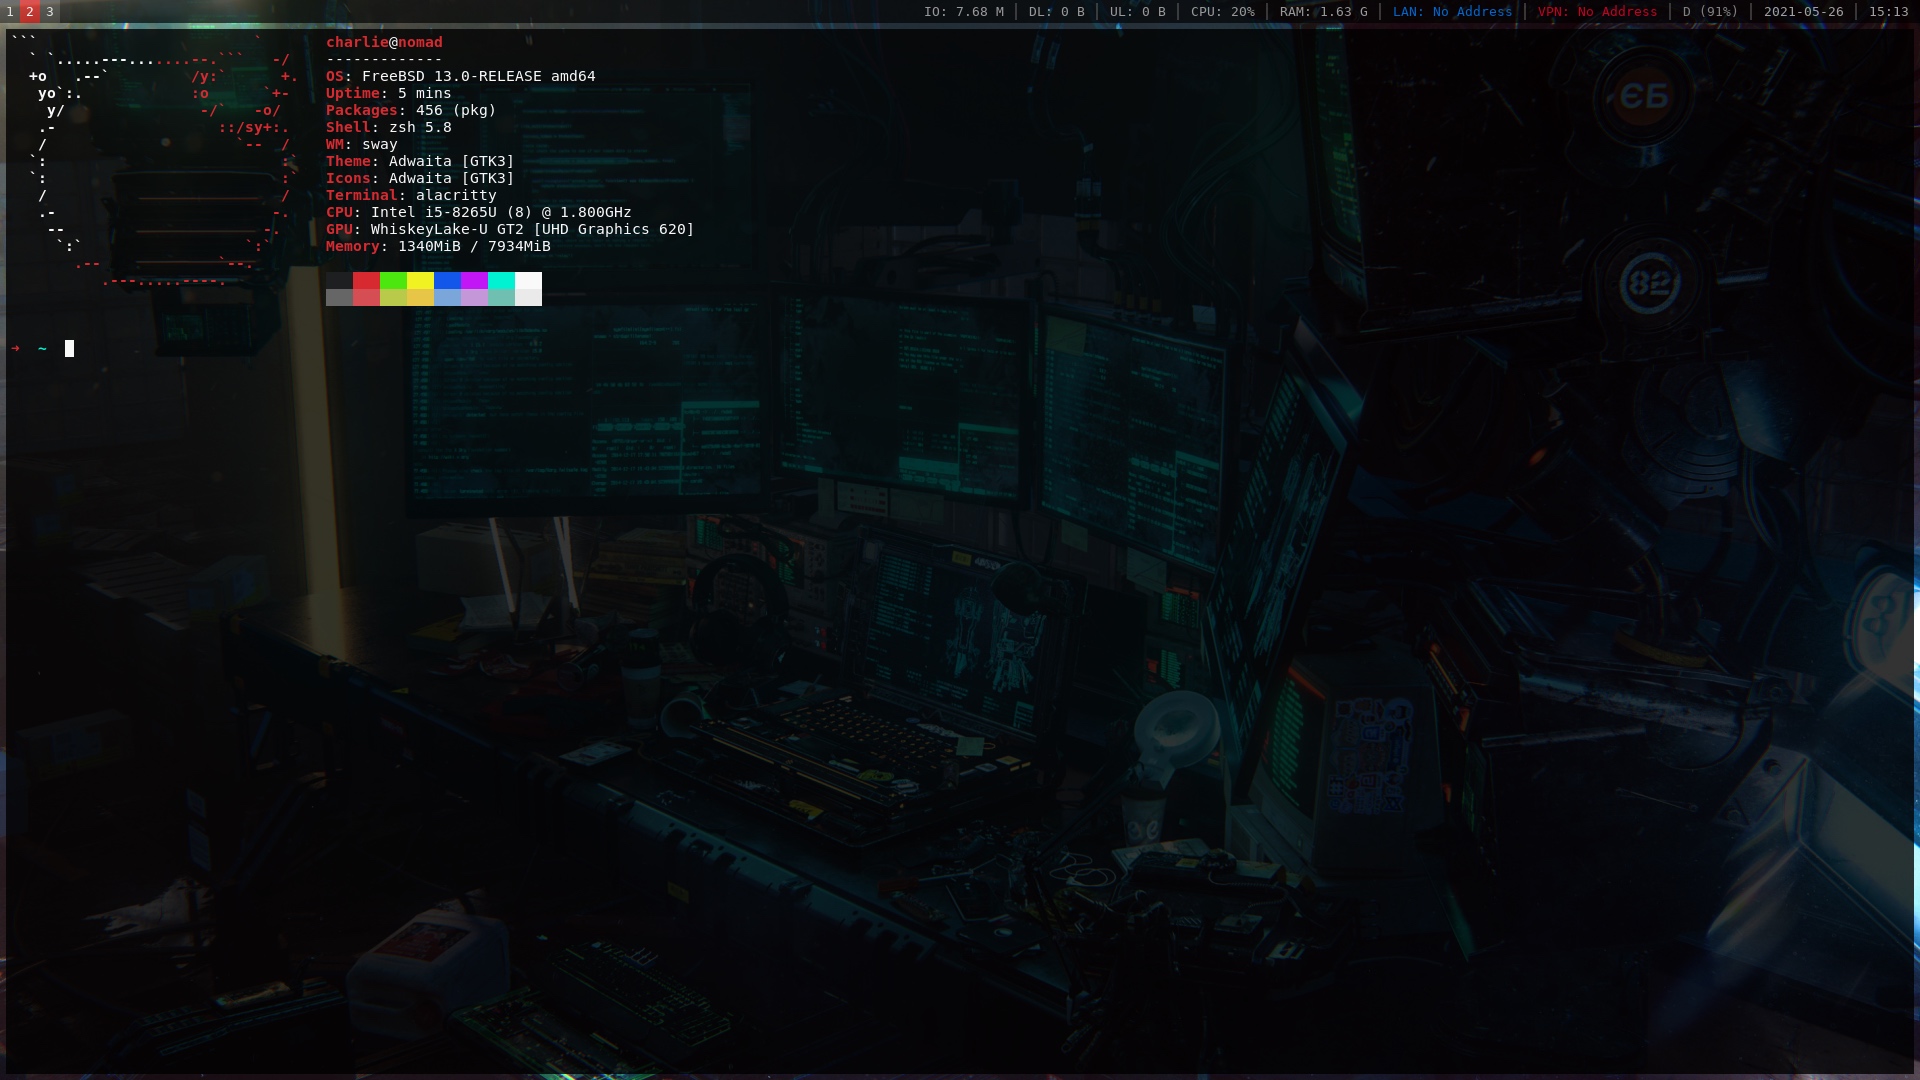 1 2 3 IO: 7.68 M │ DL: 0 B │ UL: 0 B │ CPU: 20% │ RAM: 1.63 G │ LAN: No Address │ VPN: No Address │ D (91%) │ 2021-05-26 │ 15:13
charlie@nomad
-------------
OS: FreeBSD 13.0-RELEASE amd64
Uptime: 5 mins
Packages: 456 (pkg)
Shell: zsh 5.8
WM: sway
Theme: Adwaita [GTK3]
Icons: Adwaita [GTK3]
Terminal: alacritty
CPU: Intel i5-8265U (8) @ 1.800GHz
GPU: WhiskeyLake-U GT2 [UHD Graphics 620]
Memory: 1340MiB / 7934MiB
➜ ~
ЄБ
82